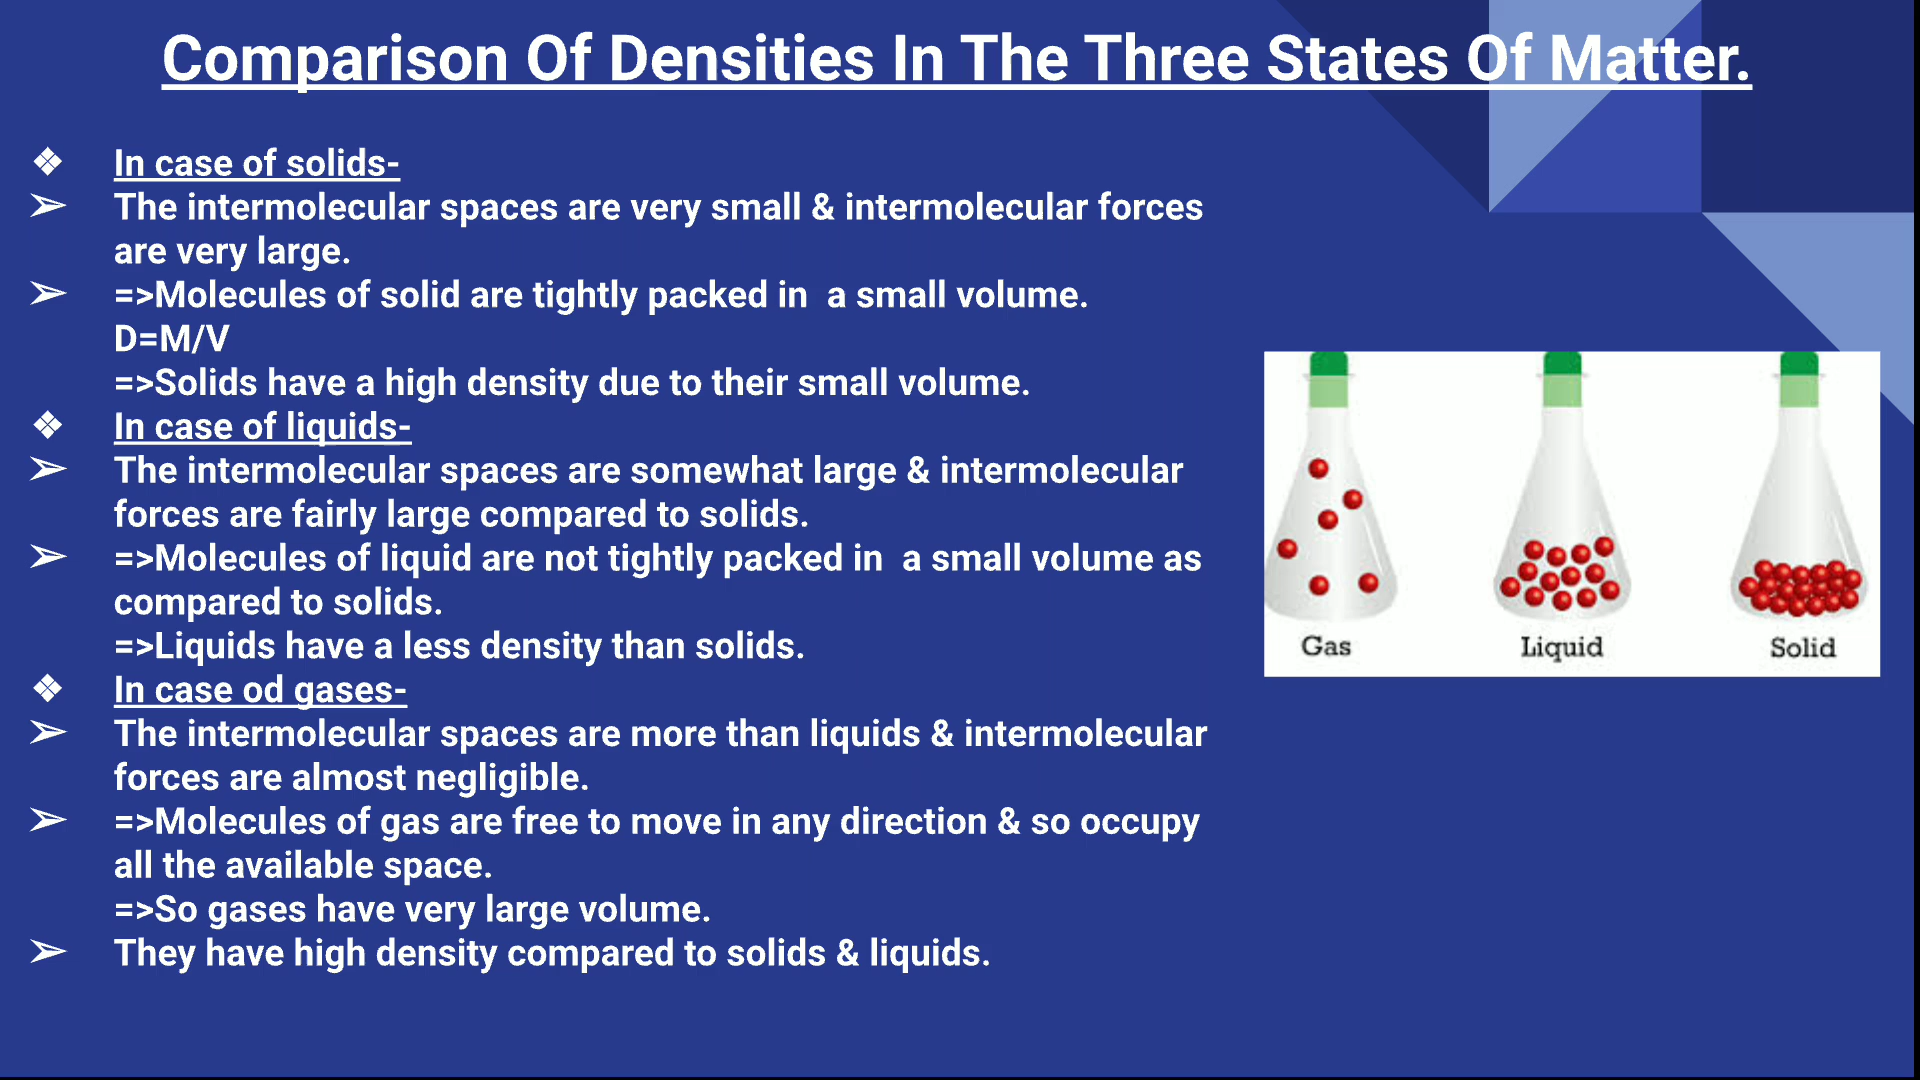 Comparison Of Densities In The Three States Of Matter.
❖ In case of solids-
➢ The intermolecular spaces are very small & intermolecular forces
are very large.
➢ =>Molecules of solid are tightly packed in  a small volume.
D=M/V
=>Solids have a high density due to their small volume.
❖ In case of liquids-
➢ The intermolecular spaces are somewhat large & intermolecular
forces are fairly large compared to solids.
➢ =>Molecules of liquid are not tightly packed in  a small volume as
compared to solids.
=>Liquids have a less density than solids.
❖ In case od gases-
➢ The intermolecular spaces are more than liquids & intermolecular
forces are almost negligible.
➢ =>Molecules of gas are free to move in any direction & so occupy
all the available space.
=>So gases have very large volume.
➢ They have high density compared to solids & liquids.
Gas Liquid Solid